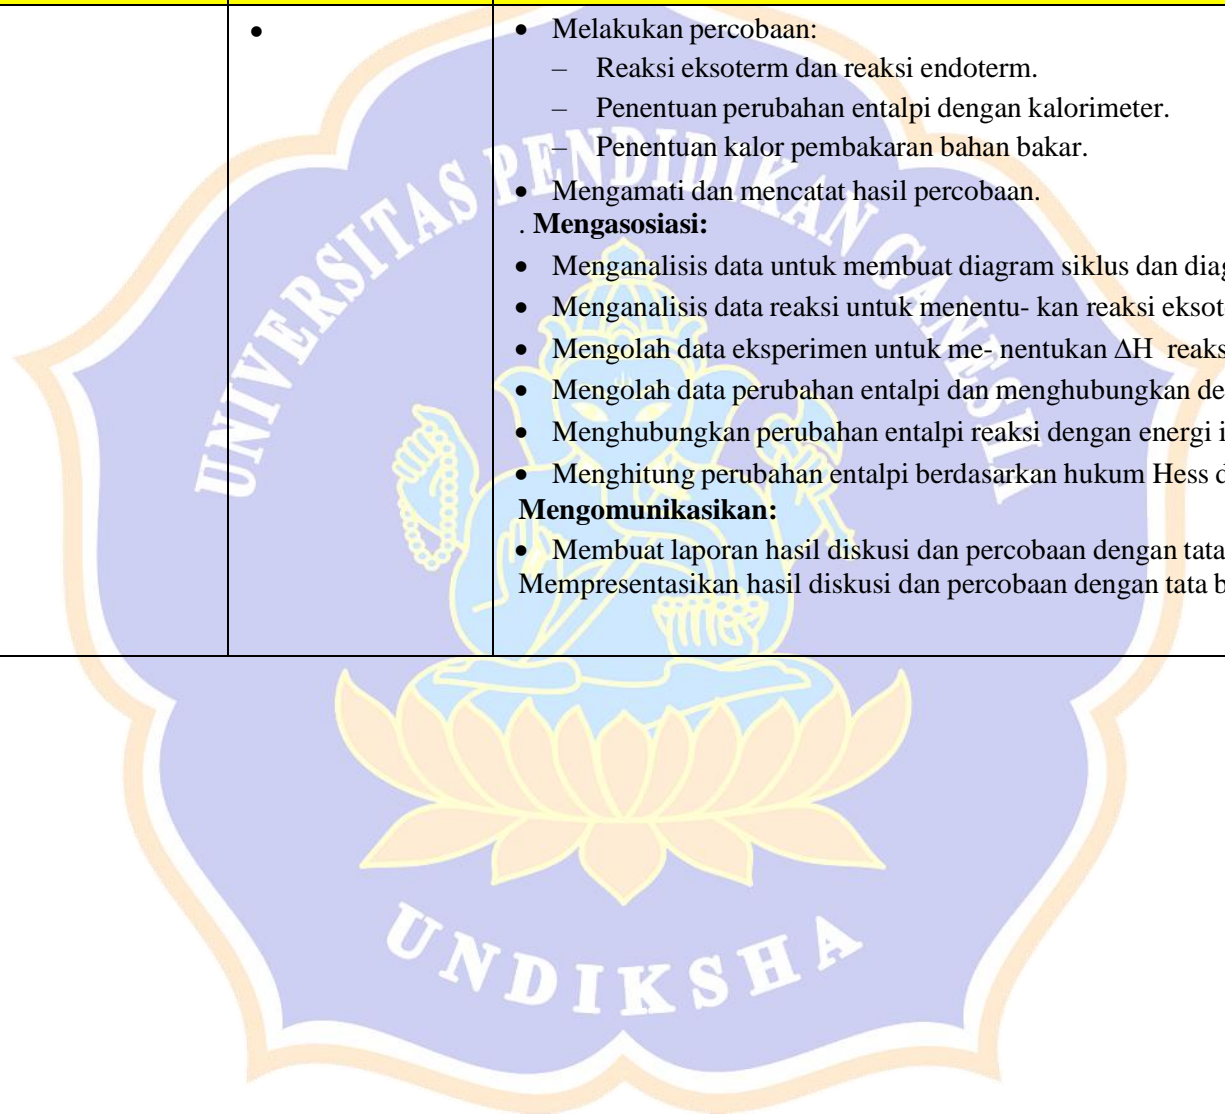 •
• Melakukan percobaan:
– Reaksi eksoterm dan reaksi endoterm.
– Penentuan perubahan entalpi dengan kalorimeter.
– Penentuan kalor pembakaran bahan bakar.
• Mengamati dan mencatat hasil percobaan.
. Mengasosiasi:
• Menganalisis data untuk membuat diagram siklus dan diag
• Menganalisis data reaksi untuk menentu- kan reaksi eksot
• Mengolah data eksperimen untuk me- nentukan ΔH reaks
• Mengolah data perubahan entalpi dan menghubungkan de
• Menghubungkan perubahan entalpi reaksi dengan energi i
• Menghitung perubahan entalpi berdasarkan hukum Hess d
Mengomunikasikan:
• Membuat laporan hasil diskusi dan percobaan dengan tata
Mempresentasikan hasil diskusi dan percobaan dengan tata b
UNIVERSITAS PENDIDIKAN GANESHA
UNDIKSHA